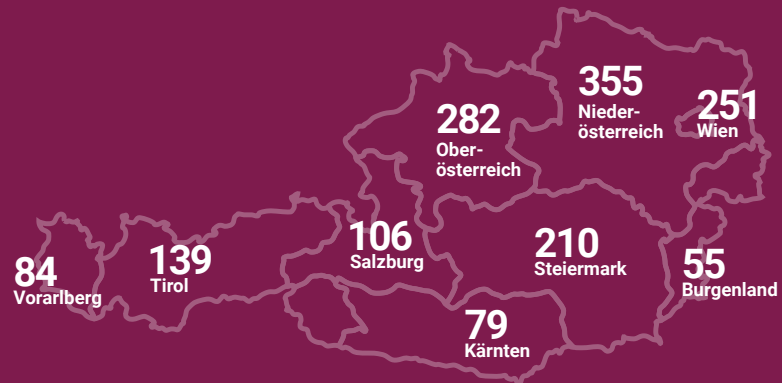 355
Nieder-
österreich
251
Wien
282
Ober-
österreich
84
Vorarlberg
139
Tirol
106
Salzburg
210
Steiermark
55
Burgenland
79
Kärnten